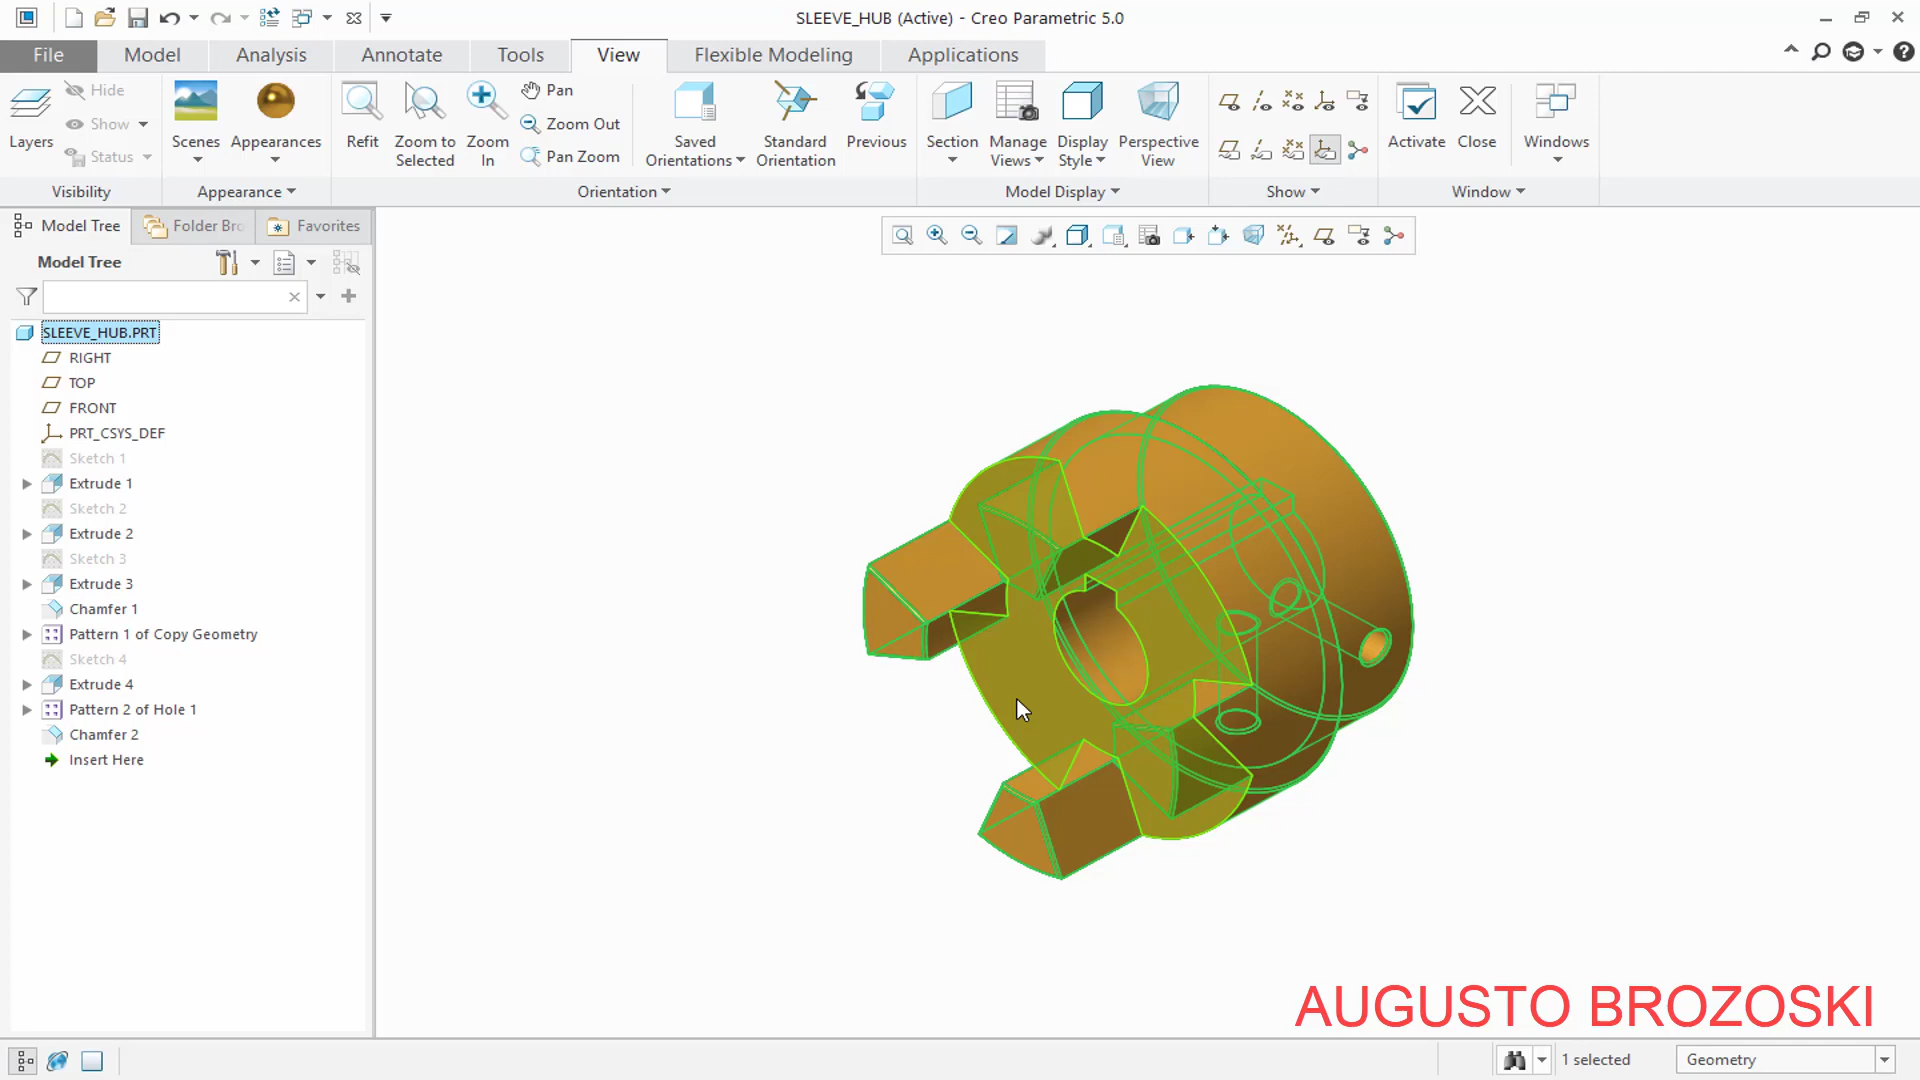 SLEEVE_HUB (Active) - Creo Parametric 5.0
File Model Analysis Annotate Tools View Flexible Modeling Applications
Layers
Hide
Show
Status
Visibility
Scenes
Appearances
Appearance
Refit
Zoom to Selected
Zoom In
Pan
Zoom Out
Pan Zoom
Saved Orientations
Standard Orientation
Previous
Orientation
Section
Manage Views
Display Style
Perspective View
Model Display
Show
Activate
Close
Windows
Window
Model Tree
Folder Bro
Favorites
Model Tree
SLEEVE_HUB.PRT
RIGHT
TOP
FRONT
PRT_CSYS_DEF
Sketch 1
Extrude 1
Sketch 2
Extrude 2
Sketch 3
Extrude 3
Chamfer 1
Pattern 1 of Copy Geometry
Sketch 4
Extrude 4
Pattern 2 of Hole 1
Chamfer 2
Insert Here
AUGUSTO BROZOSKI
1 selected
Geometry